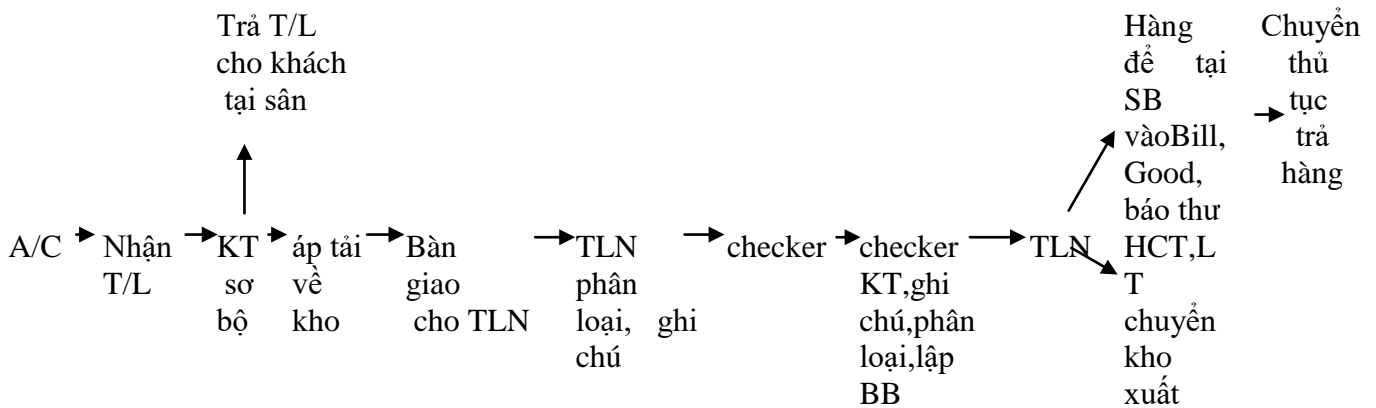 Trả T/L
cho khách
tại sân
A/C
Nhận
T/L
KT
sơ
bộ
áp tải
về
kho
Bàn
giao
cho TLN
TLN
phân
loại, ghi
chú
checker
checker
KT,ghi
chú,phân
loại,lập
BB
TLN
Hàng
để tại
SB
vàoBill,
Good,
báo thư
HCT,L
T
chuyển
kho
xuất
Chuyển
thủ
tục
trả
hàng